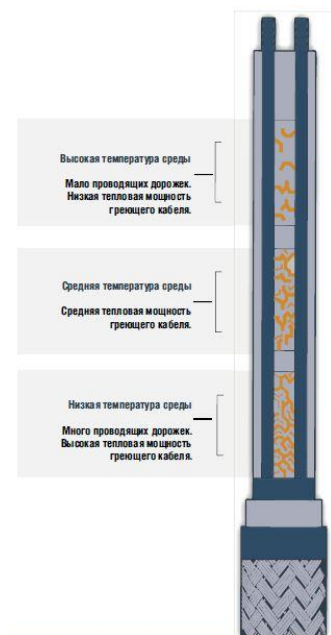 Высокая температура среды
Мало проводящих дорожек.
Низкая тепловая мощность
греющего кабеля.
Средняя температура среды
Средняя тепловая мощность
греющего кабеля.
Низкая температура среды
Много проводящих дорожек.
Высокая тепловая мощность
греющего кабеля.